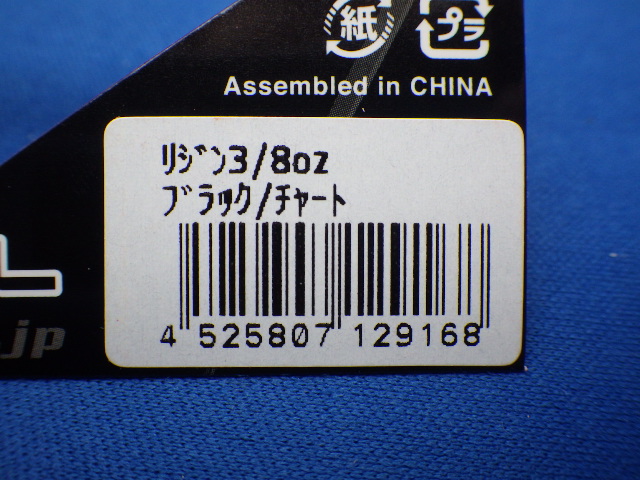 紙
プラ
Assembled in CHINA
ﾘｼﾞﾝ3/8oz
ﾌﾞﾗｯｸ/ﾁｬｰﾄ
L
.jp
4 525807 129168